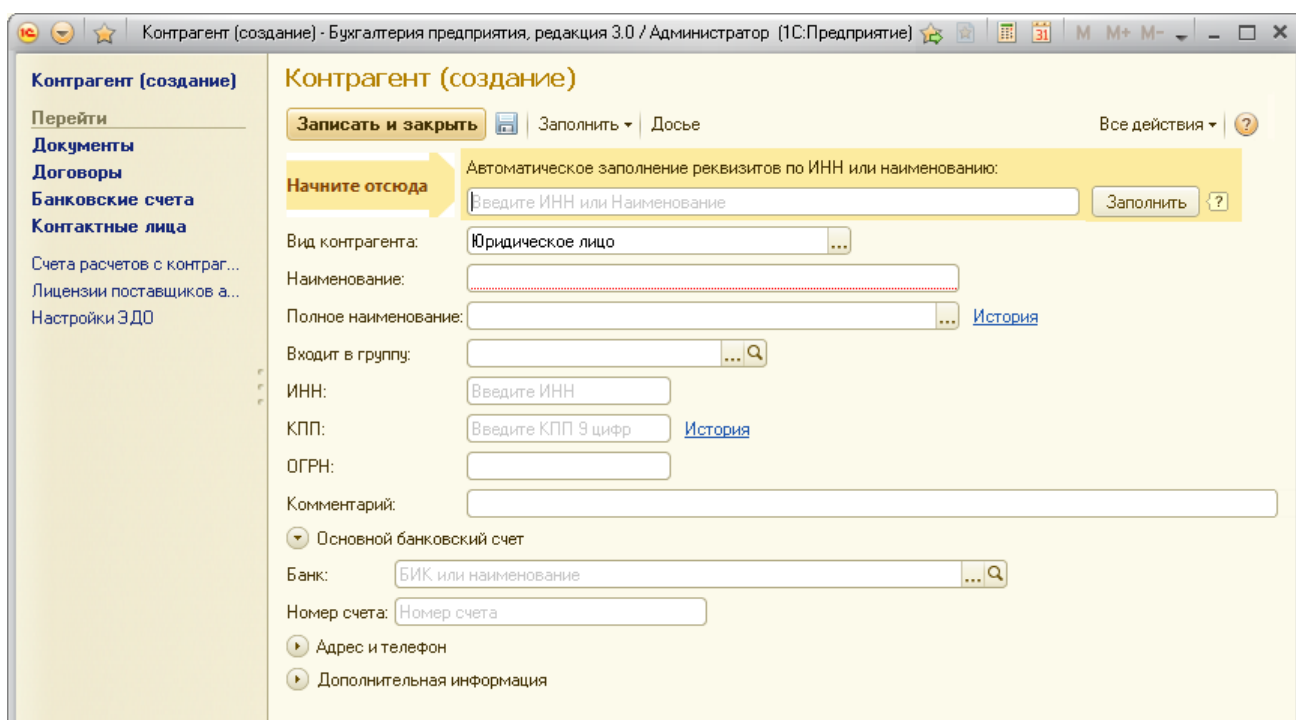 Контрагент (создание) - Бухгалтерия предприятия, редакция 3.0 / Администратор (1С:Предприятие) 31 M M+ M-
Контрагент (создание)
Перейти
Документы
Договоры
Банковские счета
Контактные лица
Счета расчетов с контраг...
Лицензии поставщиков а...
Настройки ЭДО
Контрагент (создание)
Записать и закрыть Заполнить Досье Все действия ?
Начните отсюда
Автоматическое заполнение реквизитов по ИНН или наименованию:
Введите ИНН или Наименование Заполнить ?
Вид контрагента: Юридическое лицо ...
Наименование:
Полное наименование: ... История
Входит в группу: ...
ИНН: Введите ИНН
КПП: Введите КПП 9 цифр История
ОГРН:
Комментарий:
Основной банковский счет
Банк: БИК или наименование ...
Номер счета: Номер счета
Адрес и телефон
Дополнительная информация